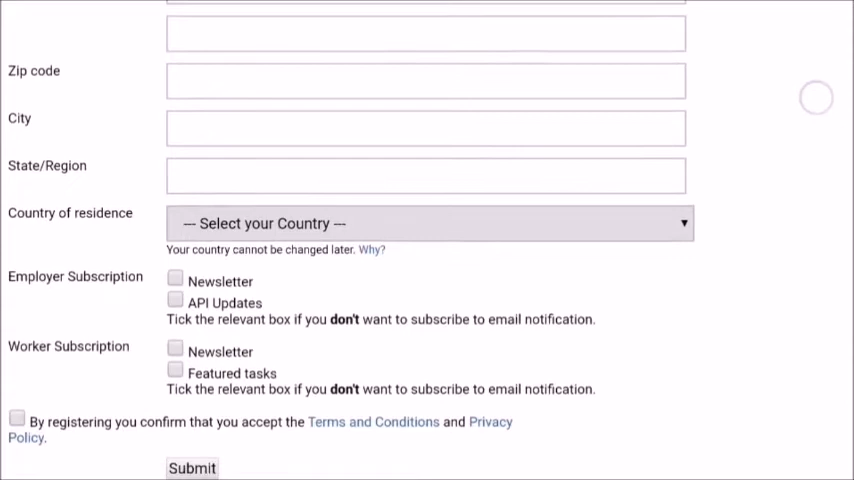 Zip code
City
State/Region
Country of residence
--- Select your Country ---
Your country cannot be changed later. Why?
Employer Subscription
Newsletter
API Updates
Tick the relevant box if you don't want to subscribe to email notification.
Worker Subscription
Newsletter
Featured tasks
Tick the relevant box if you don't want to subscribe to email notification.
By registering you confirm that you accept the Terms and Conditions and Privacy
Policy.
Submit